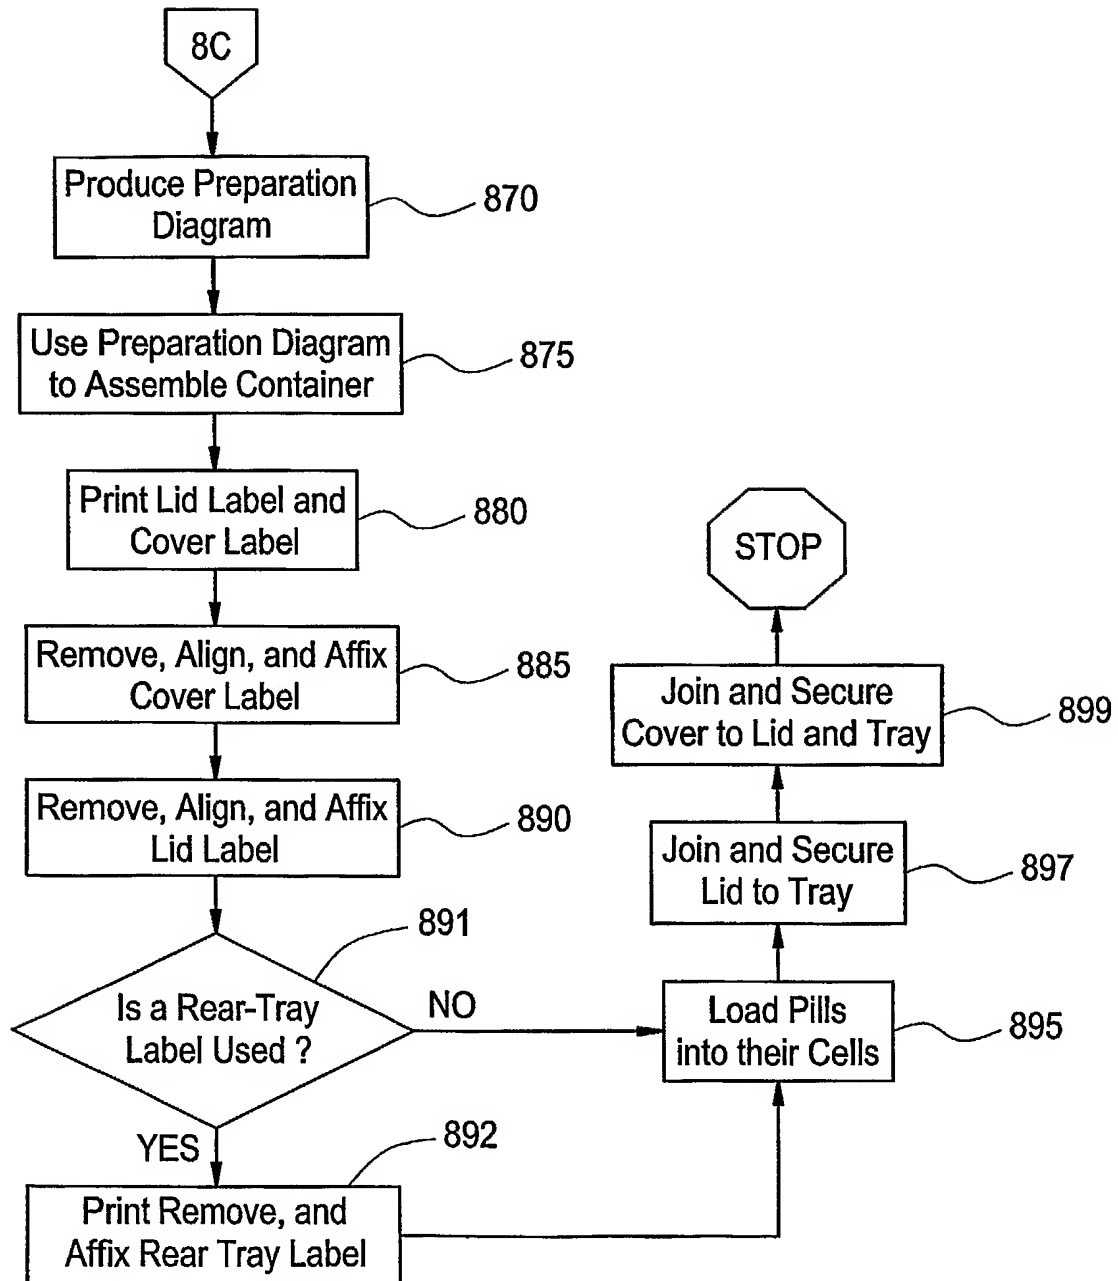 8C
Produce Preparation
Diagram
870
Use Preparation Diagram
to Assemble Container
875
Print Lid Label and
Cover Label
880
Remove, Align, and Affix
Cover Label
885
Remove, Align, and Affix
Lid Label
890
Is a Rear-Tray
Label Used ?
891
NO
YES
Print Remove, and
Affix Rear Tray Label
892
Load Pills
into their Cells
895
Join and Secure
Lid to Tray
897
Join and Secure
Cover to Lid and Tray
899
STOP